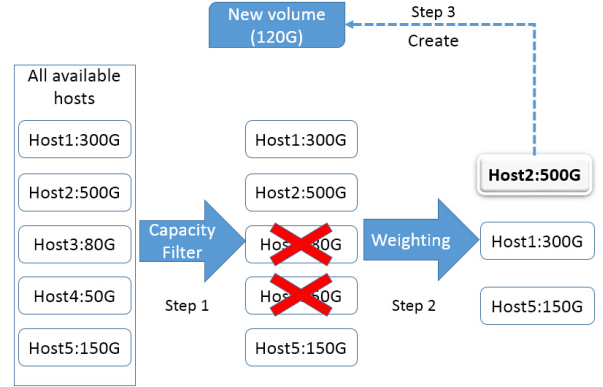 New volume
(120G)
Step 3
Create
All available
hosts
Host1:300G
Host2:500G
Host3:80G
Host4:50G
Host5:150G
Capacity
Filter
Step 1
Host1:300G
Host2:500G
80G
Host5:150G
Weighting
Step 2
Host2:500G
Host1:300G
Host5:150G